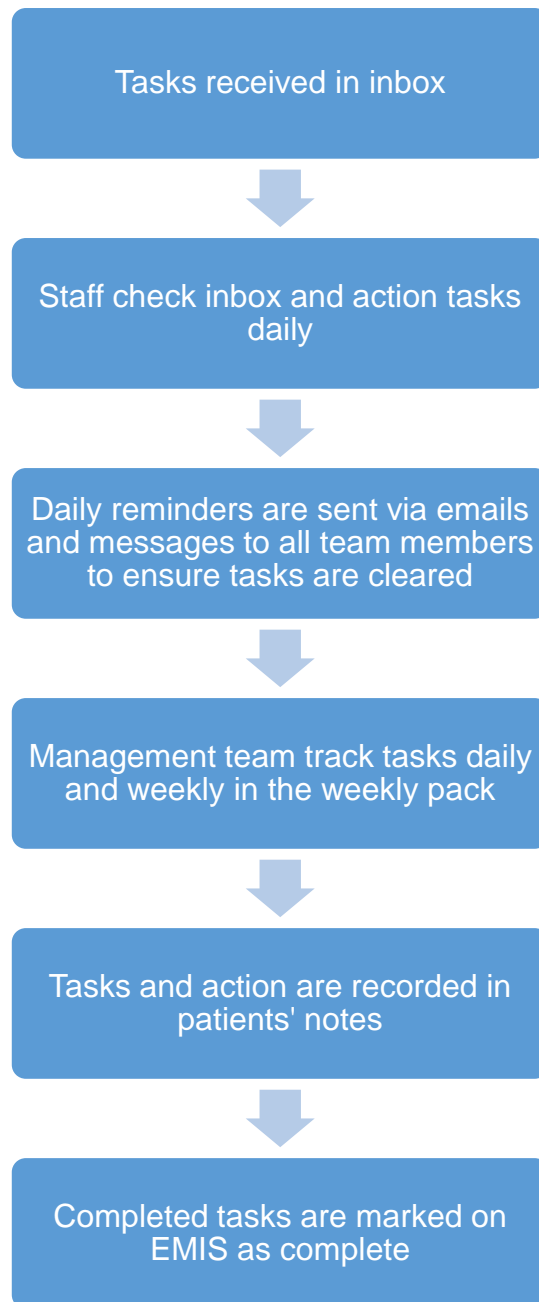 Tasks received in inbox
Staff check inbox and action tasks
daily
Daily reminders are sent via emails
and messages to all team members
to ensure tasks are cleared
Management team track tasks daily
and weekly in the weekly pack
Tasks and action are recorded in
patients' notes
Completed tasks are marked on
EMIS as complete